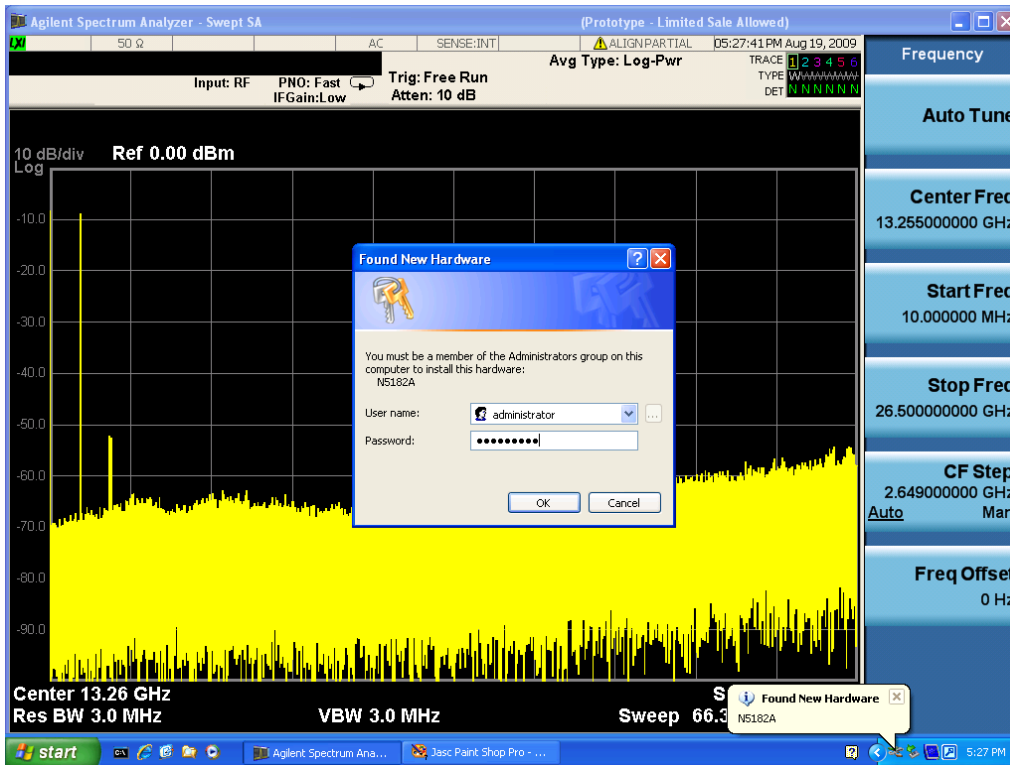 Agilent Spectrum Analyzer - Swept SA (Prototype - Limited Sale Allowed)
LXI 50 Ω AC SENSE:INT ALIGN PARTIAL 05:27:41 PM Aug 19, 2009
Input: RF PNO: Fast Trig: Free Run Avg Type: Log-Pwr TRACE 1 2 3 4 5 6
IFGain:Low Atten: 10 dB TYPE WWWWWW
DET N N N N N N
10 dB/div Ref 0.00 dBm
Log
-10.0
-20.0
-30.0
-40.0
-50.0
-60.0
-70.0
-80.0
-90.0
Center 13.26 GHz S
Res BW 3.0 MHz VBW 3.0 MHz Sweep 66.3
Found New Hardware
You must be a member of the Administrators group on this
computer to install this hardware:
N5182A
User name: administrator ...
Password: •••••••••
OK Cancel
Frequency
Auto Tune
Center Freq
13.255000000 GHz
Start Freq
10.000000 MHz
Stop Freq
26.500000000 GHz
CF Step
2.649000000 GHz
Auto Man
Freq Offset
0 Hz
Found New Hardware
N5182A
start Agilent Spectrum Ana... Jasc Paint Shop Pro - ... 5:27 PM